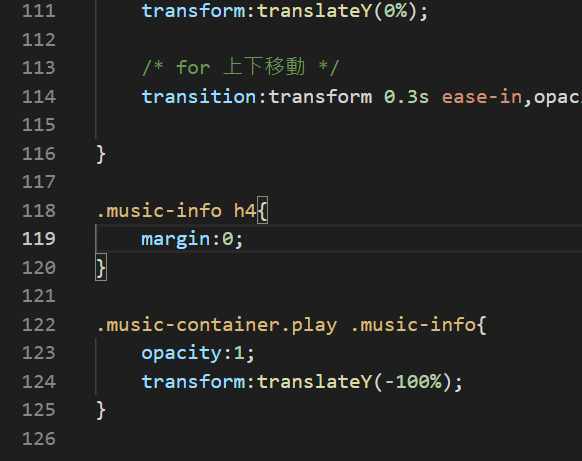 111 transform:translateY(0%);
112
113 /* for 上下移動 */
114 transition:transform 0.3s ease-in,opac
115
116 }
117
118 .music-info h4{
119 margin:0;
120 }
121
122 .music-container.play .music-info{
123 opacity:1;
124 transform:translateY(-100%);
125 }
126